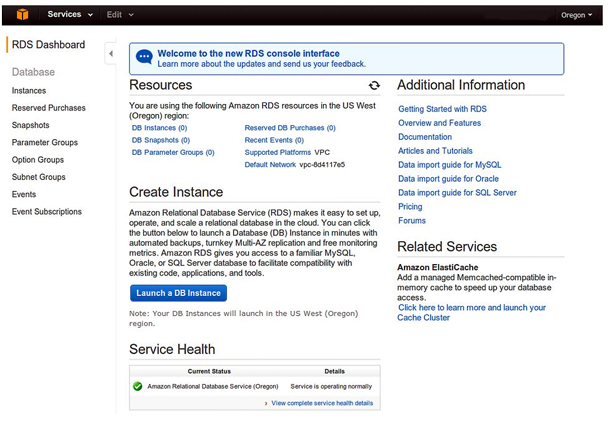 Services Edit Oregon
RDS Dashboard
Database
Instances
Reserved Purchases
Snapshots
Parameter Groups
Option Groups
Subnet Groups
Events
Event Subscriptions
Welcome to the new RDS console interface
Learn more about the updates and send us your feedback.
Resources
You are using the following Amazon RDS resources in the US West
(Oregon) region:
DB Instances (0) Reserved DB Purchases (0)
DB Snapshots (0) Recent Events (0)
DB Parameter Groups (0) Supported Platforms VPC
Default Network vpc-8d4117e5
Create Instance
Amazon Relational Database Service (RDS) makes it easy to set up,
operate, and scale a relational database in the cloud. You can click
the button below to launch a Database (DB) Instance in minutes with
automated backups, turnkey Multi-AZ replication and free monitoring
metrics. Amazon RDS gives you access to a familiar MySQL,
Oracle, or SQL Server database to facilitate compatibility with
existing code, applications, and tools.
Launch a DB Instance
Note: Your DB Instances will launch in the US West (Oregon)
region.
Service Health
Current Status Details
Amazon Relational Database Service (Oregon) Service is operating normally
View complete service health details
Additional Information
Getting Started with RDS
Overview and Features
Documentation
Articles and Tutorials
Data import guide for MySQL
Data import guide for Oracle
Data import guide for SQL Server
Pricing
Forums
Related Services
Amazon ElastiCache
Add a managed Memcached-compatible in-
memory cache to speed up your database
access.
Click here to learn more and launch your
Cache Cluster